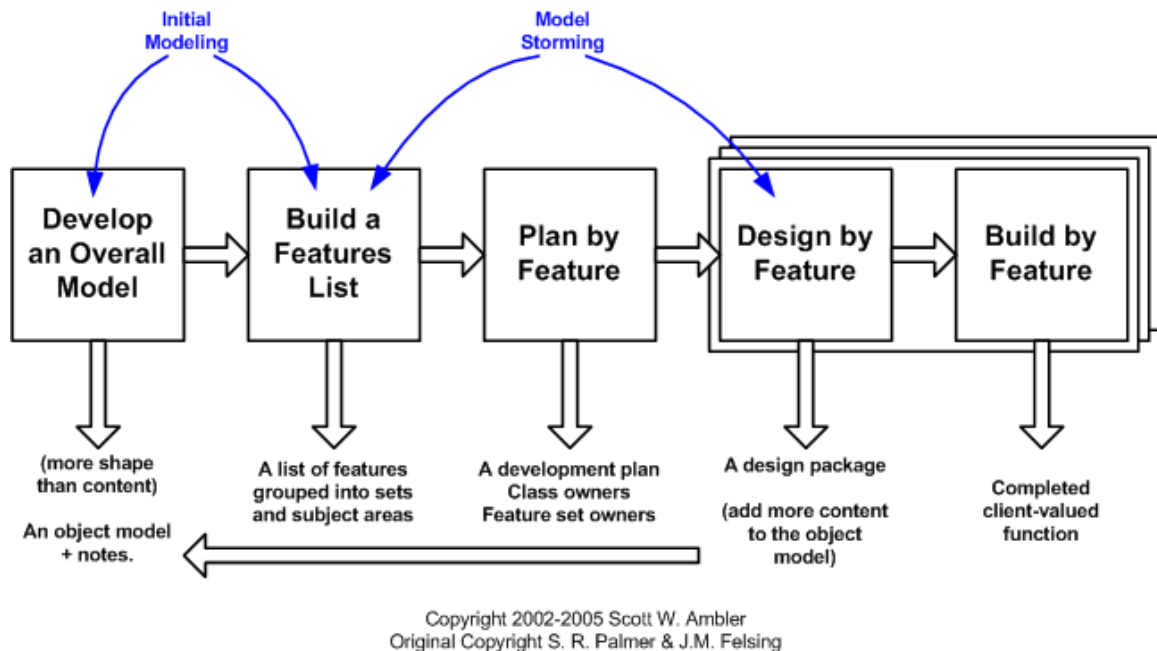 Initial
Modeling
Model
Storming
Develop
an Overall
Model
Build a
Features
List
Plan by
Feature
Design by
Feature
Build by
Feature
(more shape
than content)
An object model
+ notes.
A list of features
grouped into sets
and subject areas
A development plan
Class owners
Feature set owners
A design package
(add more content
to the object
model)
Completed
client-valued
function
Copyright 2002-2005 Scott W. Ambler
Original Copyright S. R. Palmer & J.M. Felsing